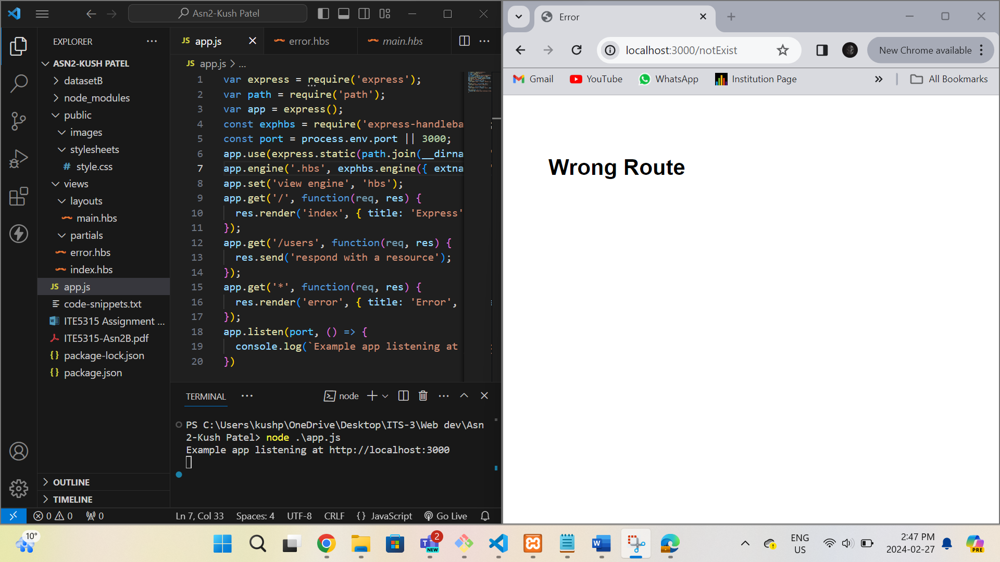 Asn2-Kush Patel
EXPLORER
ASN2-KUSH PATEL
datasetB
node_modules
public
images
stylesheets
# style.css
views
layouts
main.hbs
partials
error.hbs
index.hbs
JS app.js
code-snippets.txt
ITE5315 Assignment ...
ITE5315-Asn2B.pdf
{} package-lock.json
{} package.json
OUTLINE
TIMELINE
JS app.js
error.hbs
main.hbs
JS app.js > ...
1 var express = require('express');
2 var path = require('path');
3 var app = express();
4 const exphbs = require('express-handleba
5 const port = process.env.port || 3000;
6 app.use(express.static(path.join(__dirna
7 app.engine('.hbs', exphbs.engine({ extna
8 app.set('view engine', 'hbs');
9 app.get('/', function(req, res) {
10 res.render('index', { title: 'Express'
11 });
12 app.get('/users', function(req, res) {
13 res.send('respond with a resource');
14 });
15 app.get('*', function(req, res) {
16 res.render('error', { title: 'Error',
17 });
18 app.listen(port, () => {
19 console.log(`Example app listening at
20 })
TERMINAL
node
PS C:\Users\kushp\OneDrive\Desktop\ITS-3\Web dev\Asn
2-Kush Patel> node .\app.js
Example app listening at http://localhost:3000
0 0 0
Ln 7, Col 33 Spaces: 4 UTF-8 CRLF {} JavaScript Go Live
Error
localhost:3000/notExist
New Chrome available
Gmail YouTube WhatsApp Institution Page » All Bookmarks
Wrong Route
10°
2
NEW
ENG
US
2:47 PM
2024-02-27
PRE